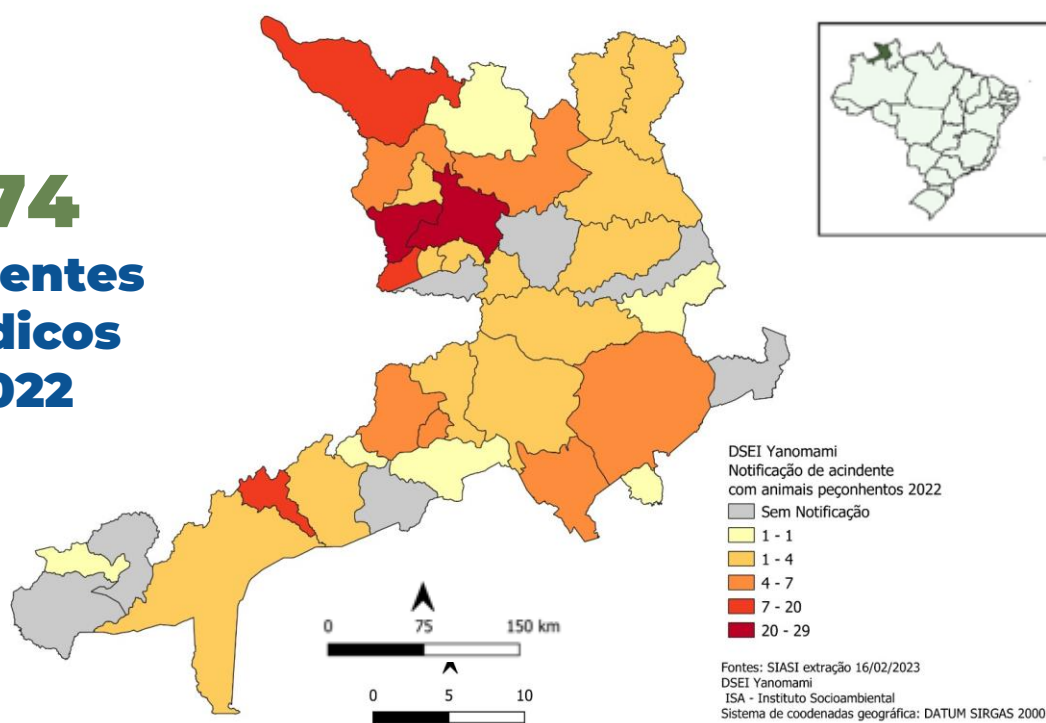 74
entes
dicos
022
DSEI Yanomami
Notificação de acindente
com animais peçonhentos 2022
Sem Notificação
1 - 1
1 - 4
4 - 7
7 - 20
20 - 29
0 75 150 km
0 5 10
Fontes: SIASI extração 16/02/2023
DSEI Yanomami
ISA - Instituto Socioambiental
Sistema de coodenadas geográfica: DATUM SIRGAS 2000